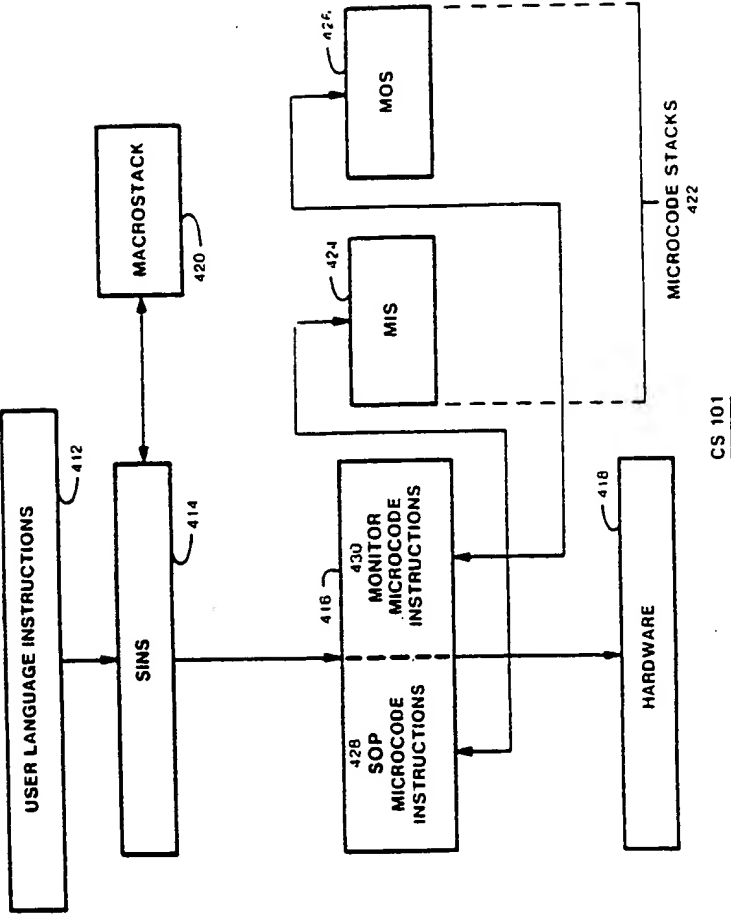 USER LANGUAGE INSTRUCTIONS
412
SINS
414
MACROSTACK
420
416
428
SOP
MICROCODE
INSTRUCTIONS
430
MONITOR
MICROCODE
INSTRUCTIONS
HARDWARE
418
MIS
424
MOS
426
MICROCODE STACKS
422
CS 101